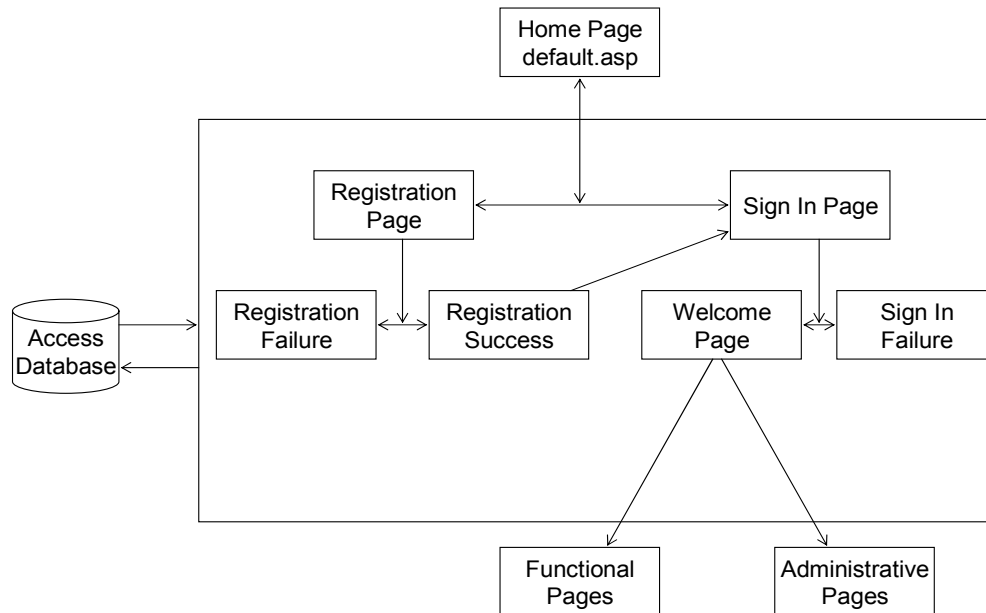 Home Page
default.asp
Registration
Page
Sign In Page
Registration
Failure
Registration
Success
Welcome
Page
Sign In
Failure
Access
Database
Functional
Pages
Administrative
Pages